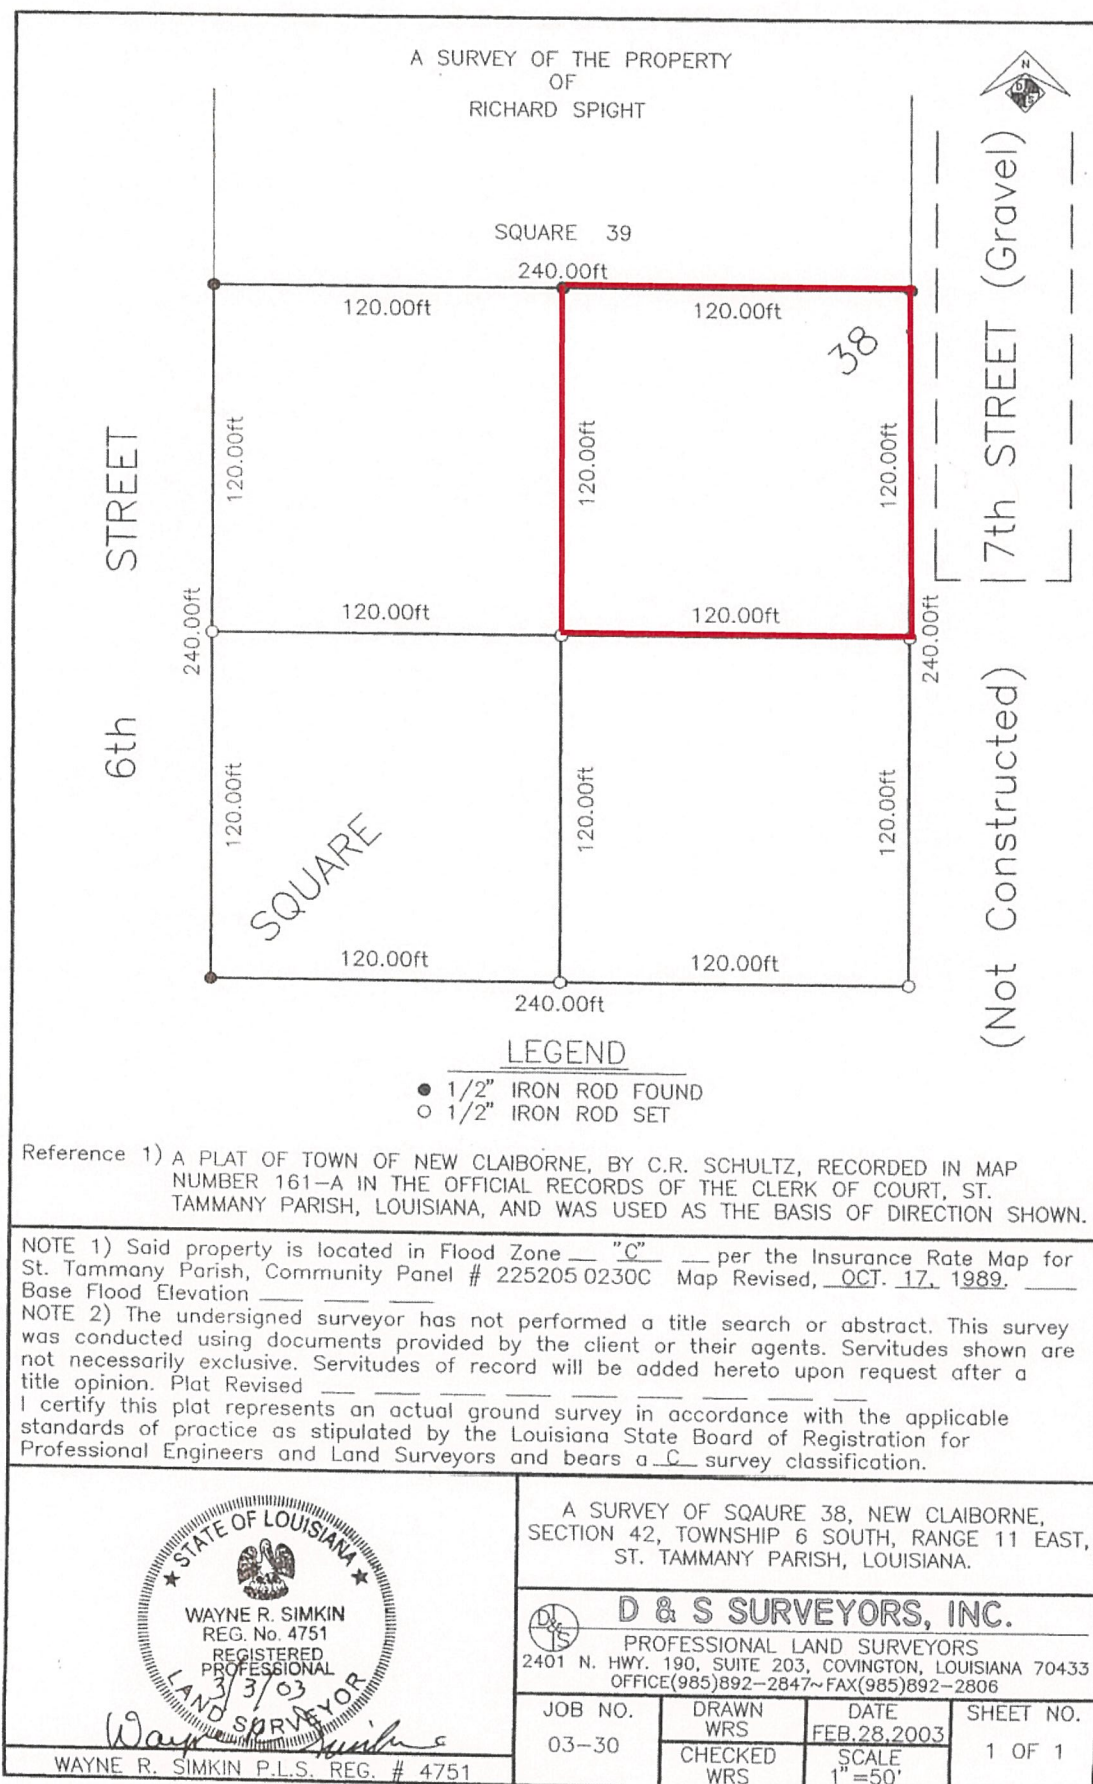 A SURVEY OF THE PROPERTY
OF
RICHARD SPIGHT
N
D
S
SQUARE 39
240.00ft
120.00ft
120.00ft
38
7th STREET (Gravel)
6th STREET
120.00ft
120.00ft
120.00ft
240.00ft
120.00ft
120.00ft
240.00ft
120.00ft
120.00ft
120.00ft
SQUARE
(Not Constructed)
120.00ft
120.00ft
240.00ft
LEGEND
1/2" IRON ROD FOUND
1/2" IRON ROD SET
Reference 1) A PLAT OF TOWN OF NEW CLAIBORNE, BY C.R. SCHULTZ, RECORDED IN MAP
NUMBER 161-A IN THE OFFICIAL RECORDS OF THE CLERK OF COURT, ST.
TAMMANY PARISH, LOUISIANA, AND WAS USED AS THE BASIS OF DIRECTION SHOWN.
NOTE 1) Said property is located in Flood Zone "C" per the Insurance Rate Map for
St. Tammany Parish, Community Panel # 225205 0230C Map Revised, OCT. 17, 1989.
Base Flood Elevation
NOTE 2) The undersigned surveyor has not performed a title search or abstract. This survey
was conducted using documents provided by the client or their agents. Servitudes shown are
not necessarily exclusive. Servitudes of record will be added hereto upon request after a
title opinion. Plat Revised
I certify this plat represents an actual ground survey in accordance with the applicable
standards of practice as stipulated by the Louisiana State Board of Registration for
Professional Engineers and Land Surveyors and bears a C survey classification.
STATE OF LOUISIANA
WAYNE R. SIMKIN
REG. No. 4751
REGISTERED
PROFESSIONAL
3/3/03
LAND SURVEYOR
Wayne R. Simkin
WAYNE R. SIMKIN P.L.S. REG. # 4751
A SURVEY OF SQAURE 38, NEW CLAIBORNE,
SECTION 42, TOWNSHIP 6 SOUTH, RANGE 11 EAST,
ST. TAMMANY PARISH, LOUISIANA.
D&S
D & S SURVEYORS, INC.
PROFESSIONAL LAND SURVEYORS
2401 N. HWY. 190, SUITE 203, COVINGTON, LOUISIANA 70433
OFFICE(985)892-2847~FAX(985)892-2806
JOB NO.
03-30
DRAWN
WRS
DATE
FEB.28,2003
SHEET NO.
1 OF 1
CHECKED
WRS
SCALE
1"=50'